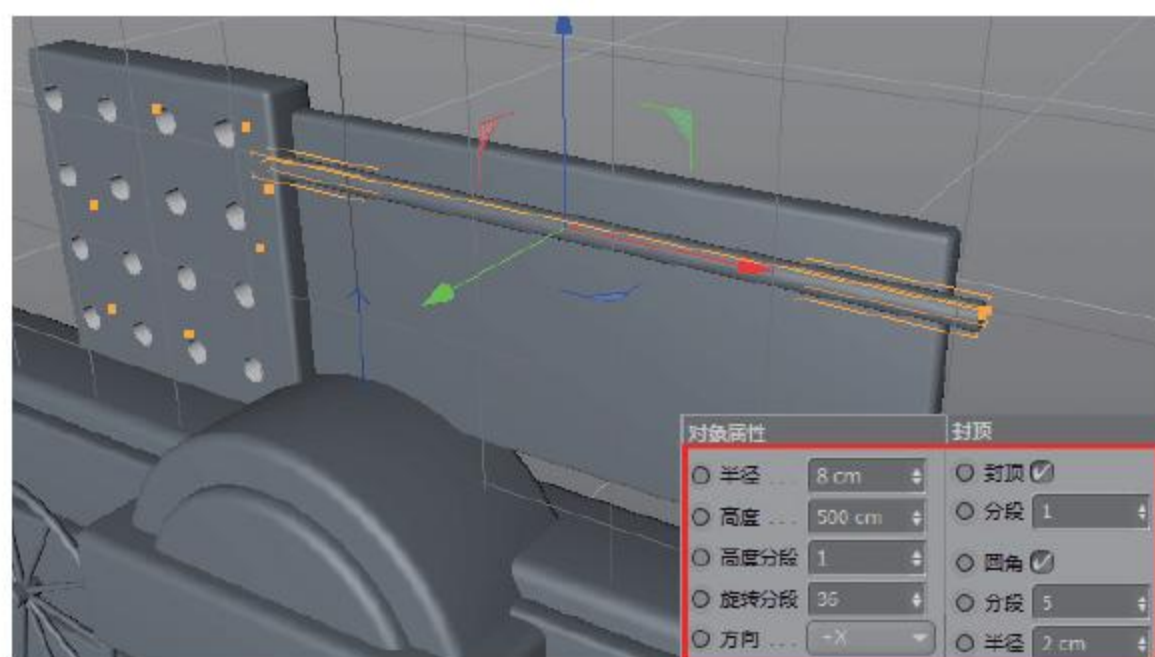 对象属性 封顶
半径 . . . 8 cm 封顶
高度 . . . 500 cm 分段 1
高度分段 1 圆角
旋转分段 36 分段 5
方向 . . . +X 半径 2 cm